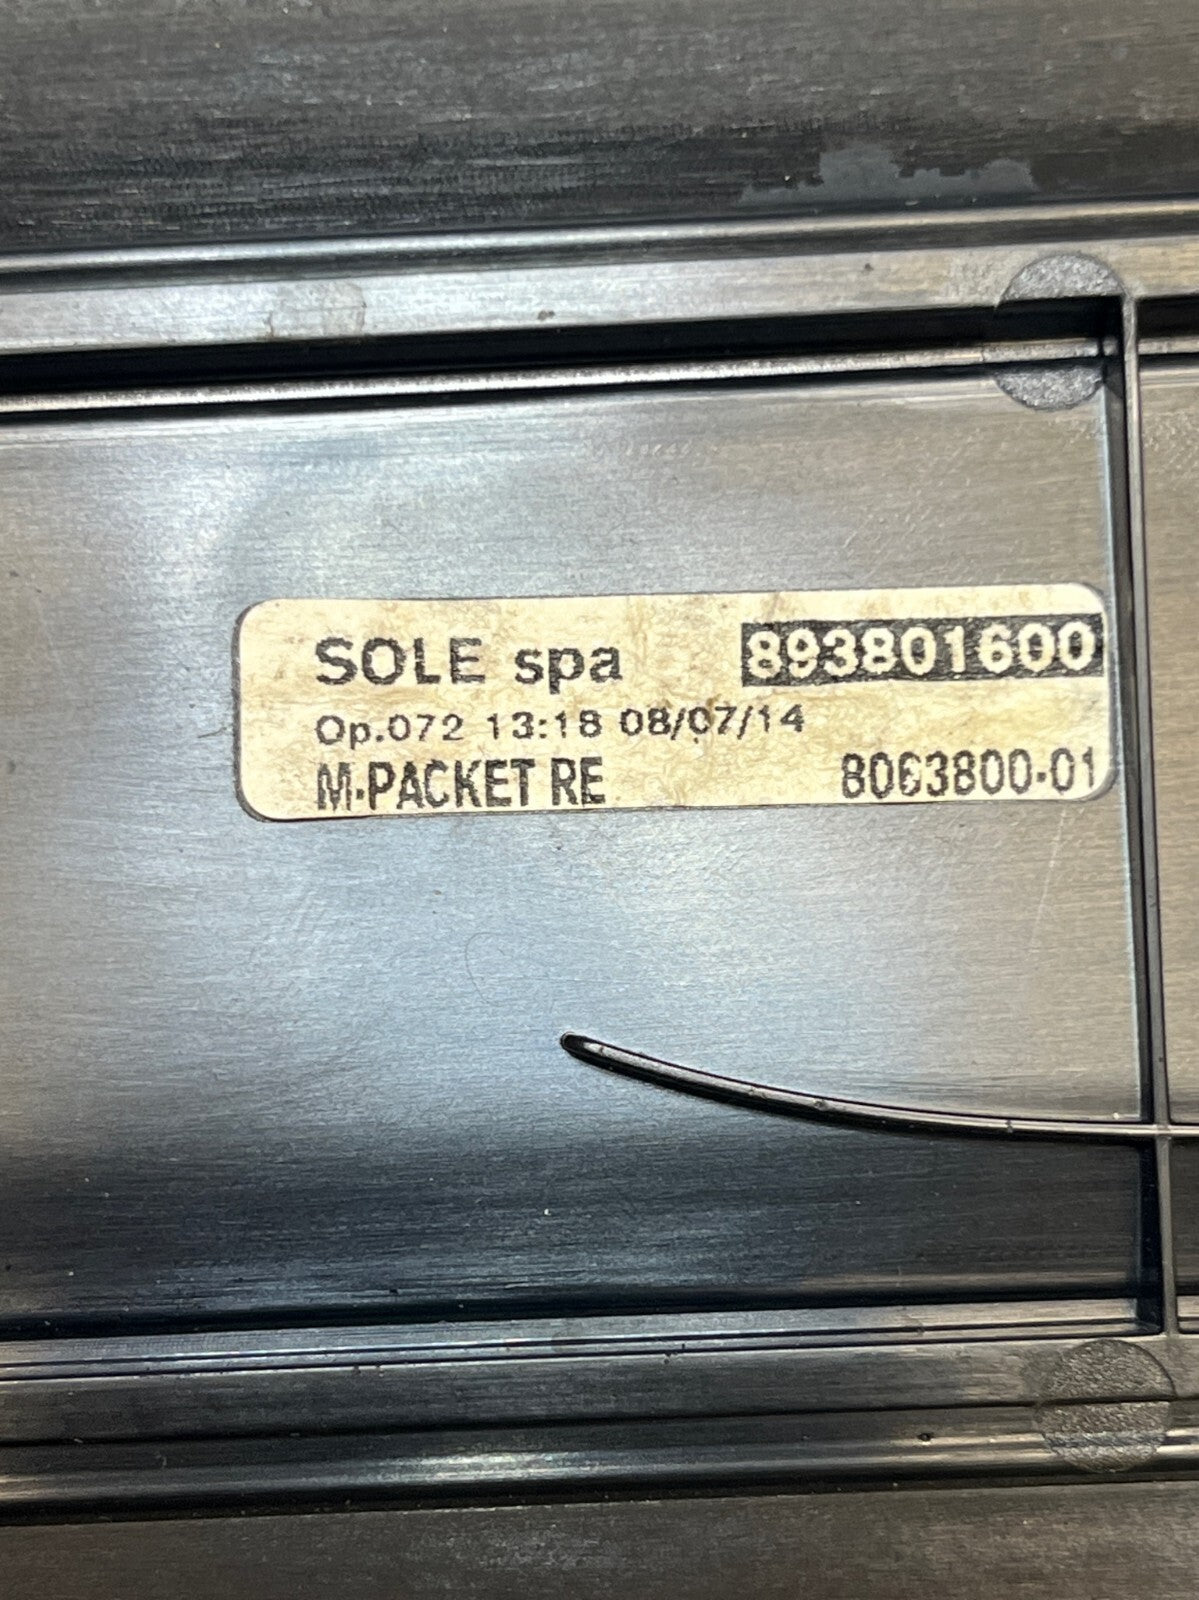 SOLE spa 893801600
Op.072 13:18 08/07/14
M-PACKET RE 8063800-01